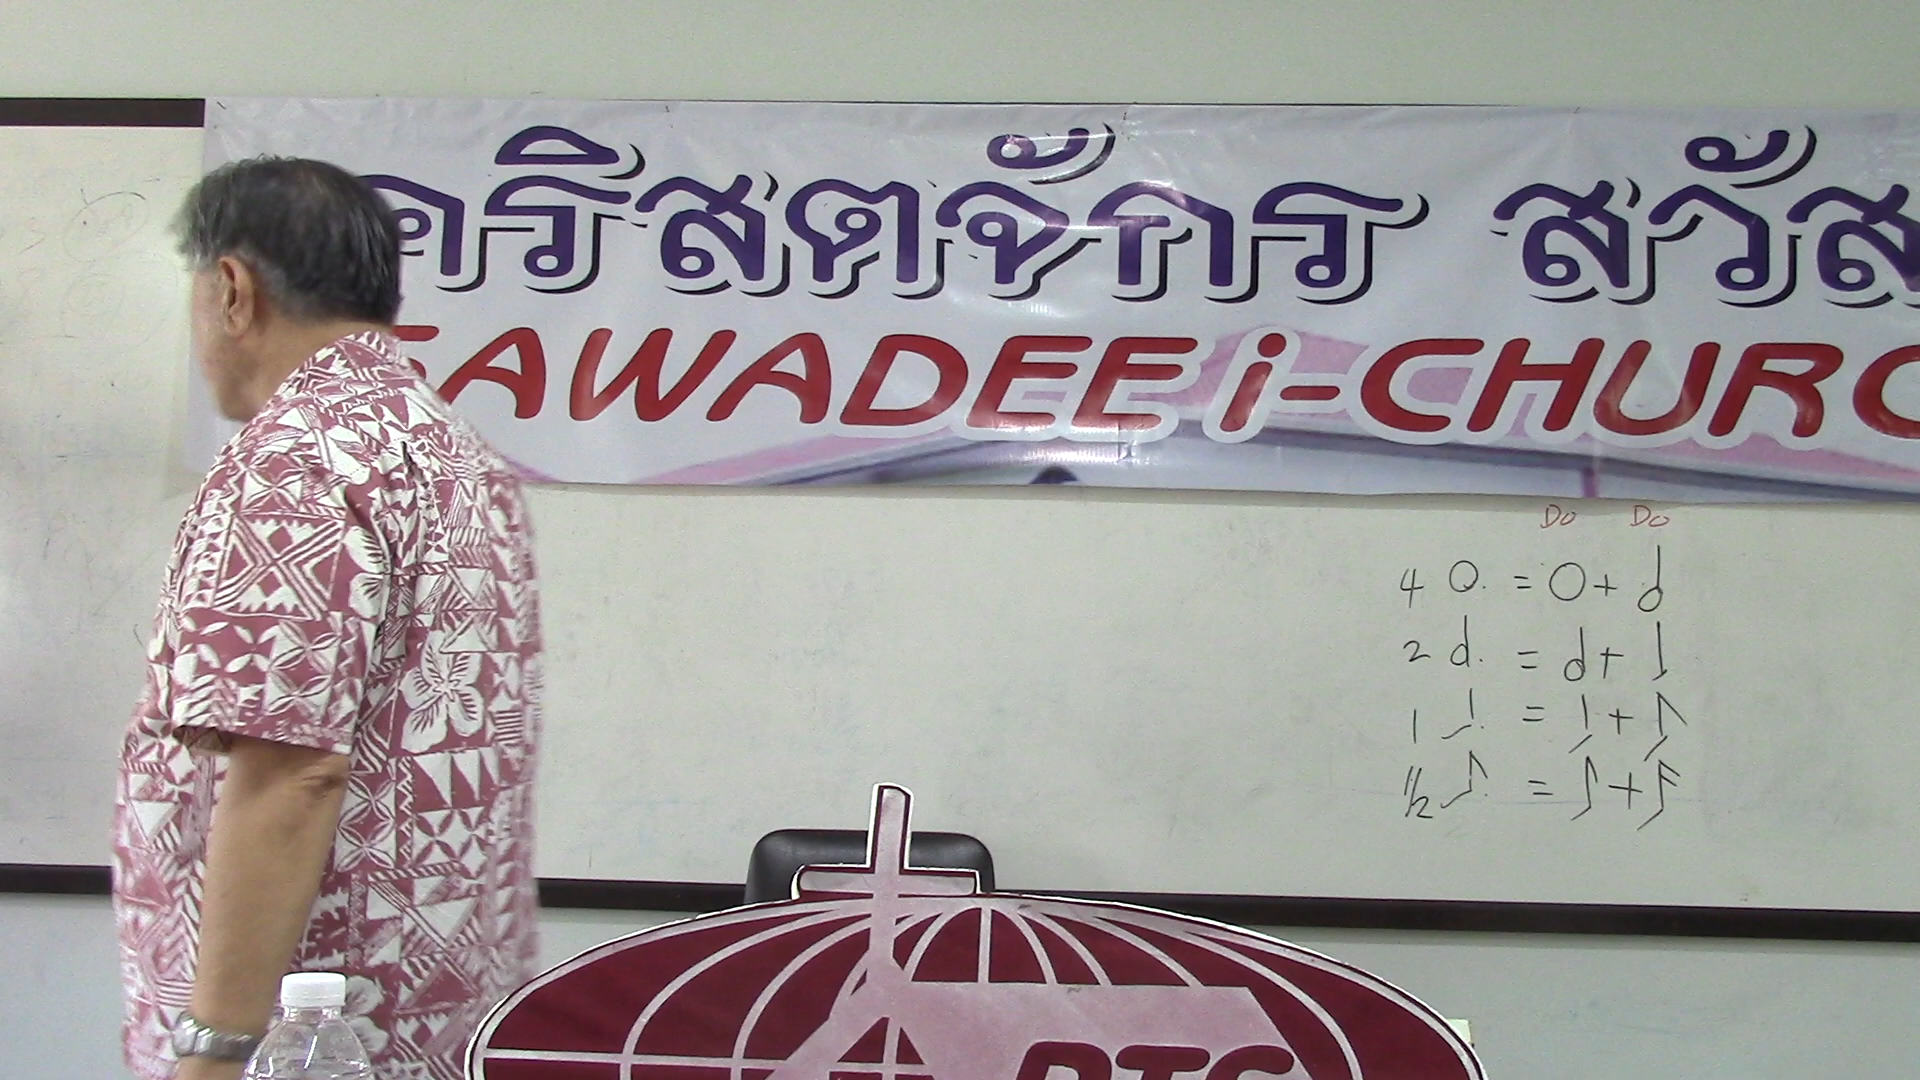 คริสตจักร สวัส
SAWADEE i-CHURC
Do Do
4 O. = O + d
2 d. = d + ♩
1 ♩. = ♩ + ♪
½ ♪. = ♪ + 𝅘𝅥𝅯